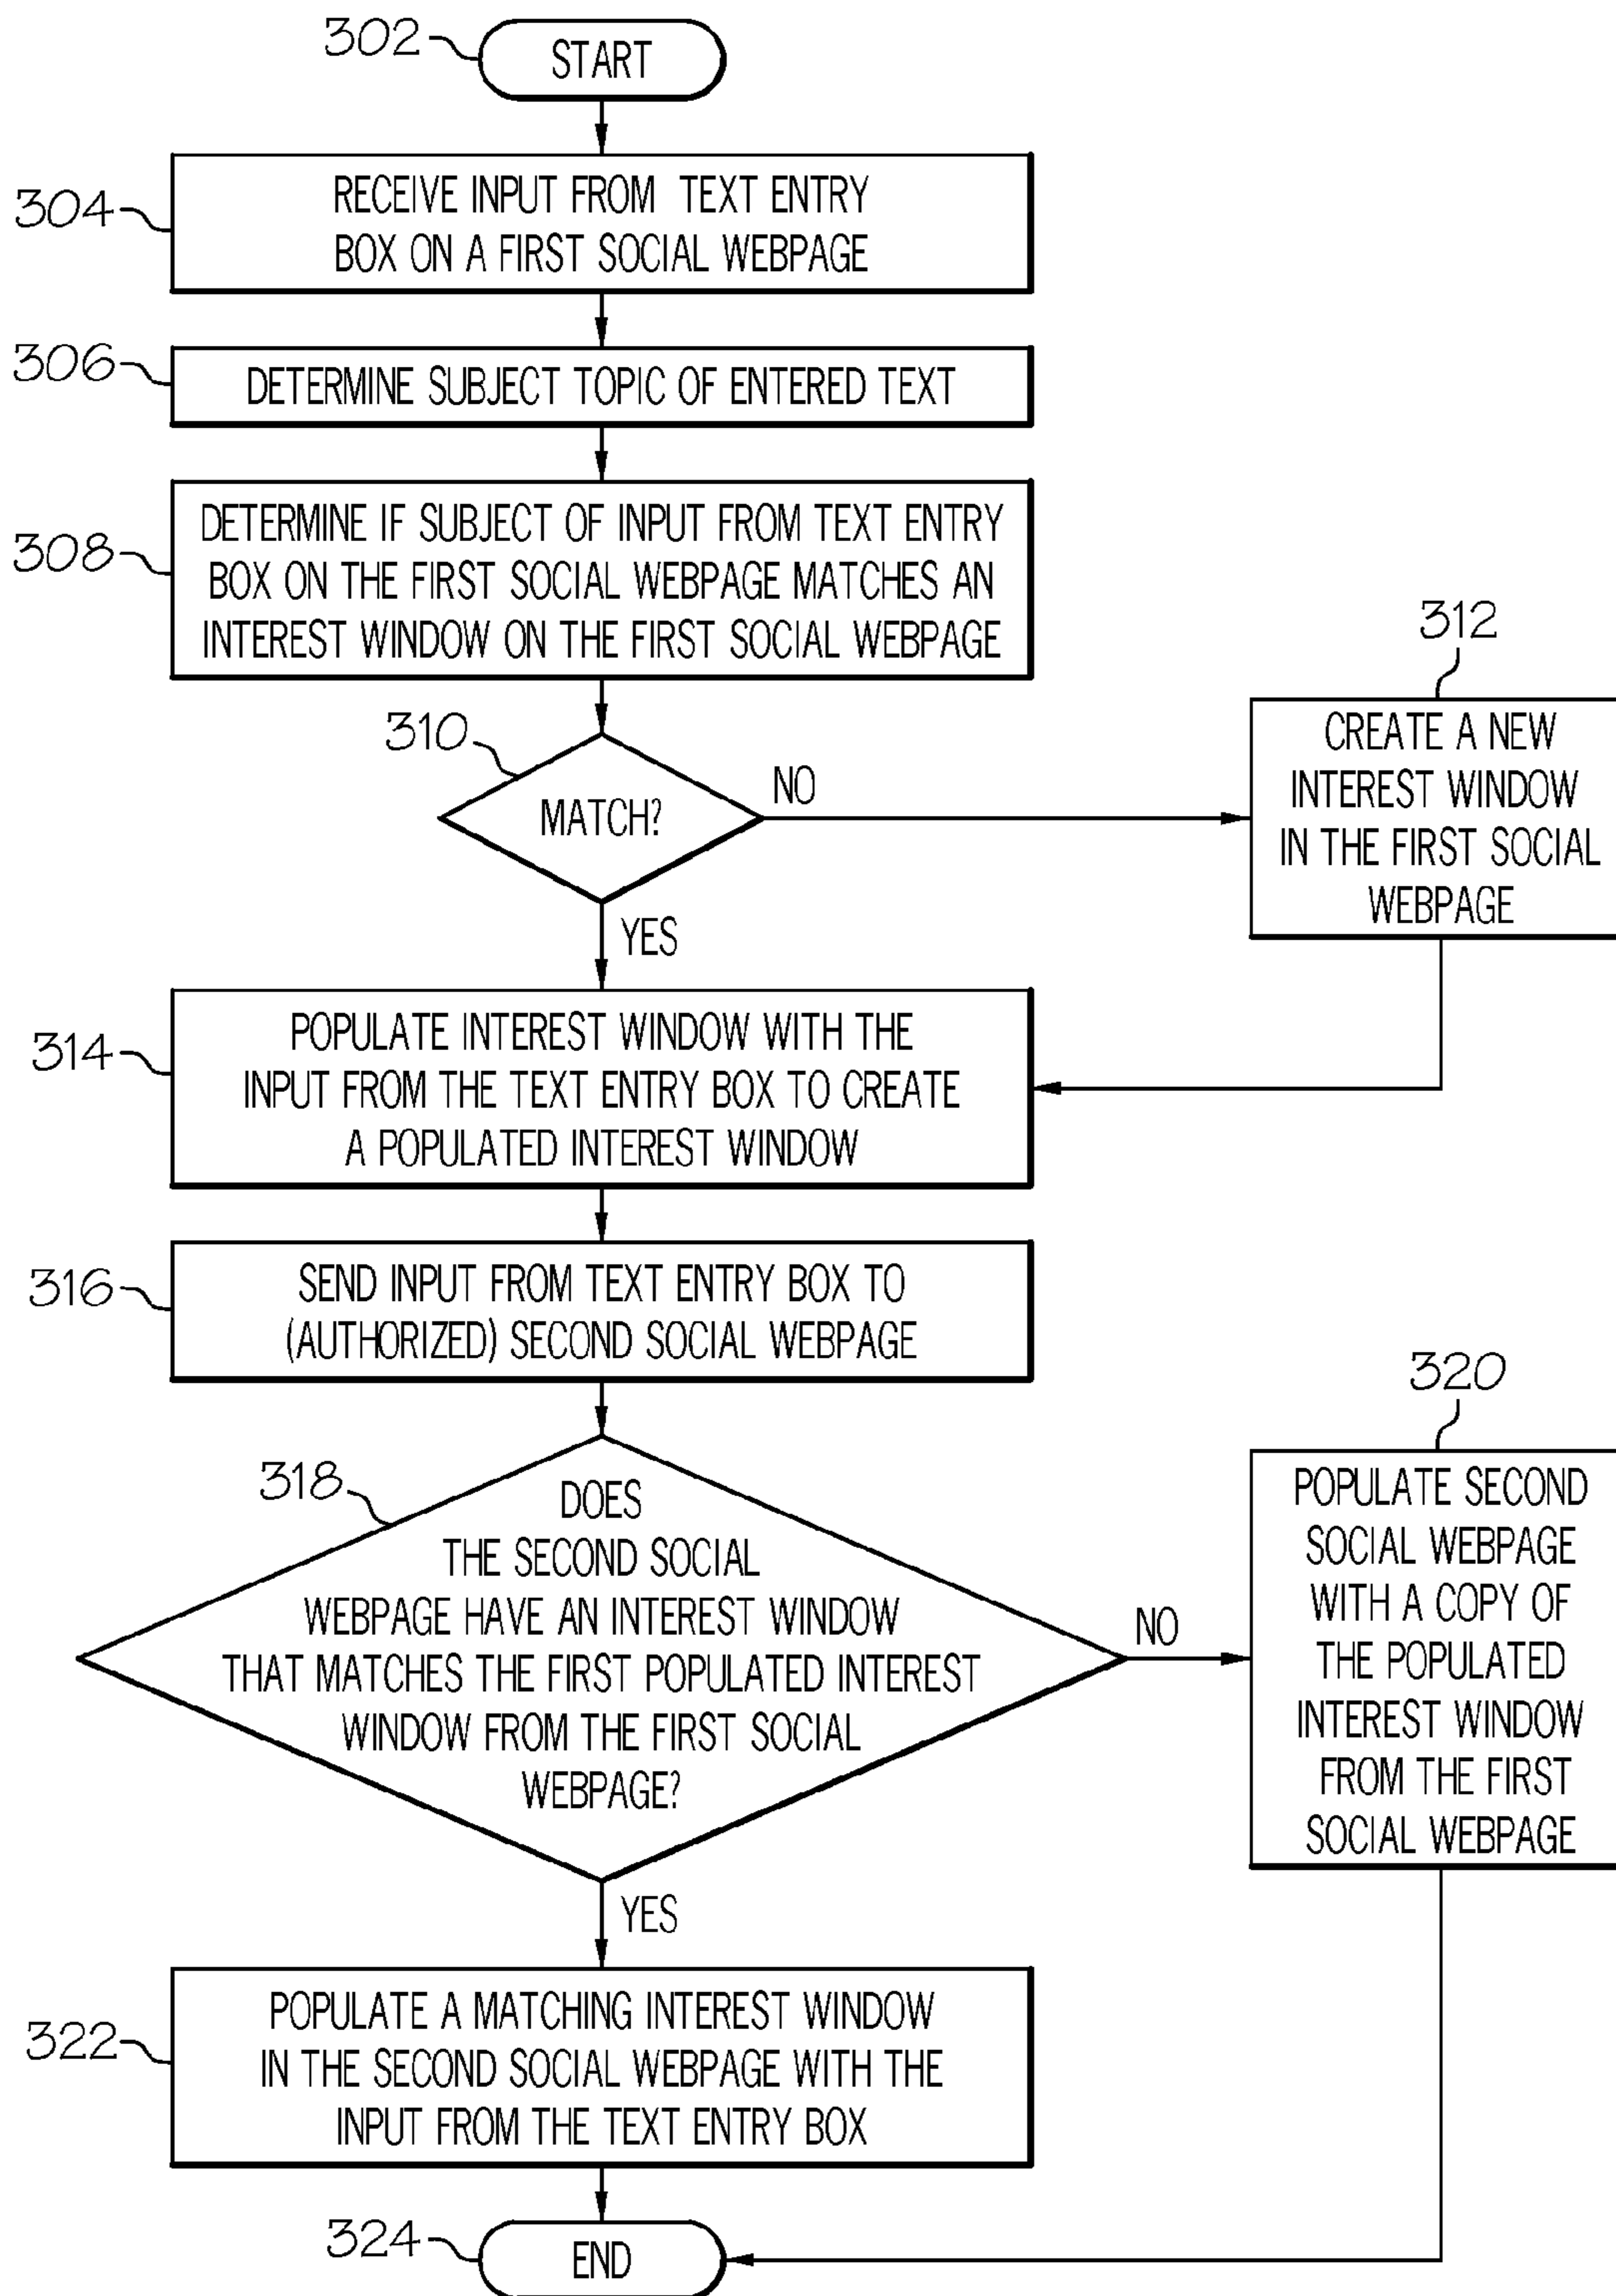 302
START
304
RECEIVE INPUT FROM TEXT ENTRY
BOX ON A FIRST SOCIAL WEBPAGE
306
DETERMINE SUBJECT TOPIC OF ENTERED TEXT
308
DETERMINE IF SUBJECT OF INPUT FROM TEXT ENTRY
BOX ON THE FIRST SOCIAL WEBPAGE MATCHES AN
INTEREST WINDOW ON THE FIRST SOCIAL WEBPAGE
310
MATCH?
NO
312
CREATE A NEW
INTEREST WINDOW
IN THE FIRST SOCIAL
WEBPAGE
YES
314
POPULATE INTEREST WINDOW WITH THE
INPUT FROM THE TEXT ENTRY BOX TO CREATE
A POPULATED INTEREST WINDOW
316
SEND INPUT FROM TEXT ENTRY BOX TO
(AUTHORIZED) SECOND SOCIAL WEBPAGE
318
DOES
THE SECOND SOCIAL
WEBPAGE HAVE AN INTEREST WINDOW
THAT MATCHES THE FIRST POPULATED INTEREST
WINDOW FROM THE FIRST SOCIAL
WEBPAGE?
NO
320
POPULATE SECOND
SOCIAL WEBPAGE
WITH A COPY OF
THE POPULATED
INTEREST WINDOW
FROM THE FIRST
SOCIAL WEBPAGE
YES
322
POPULATE A MATCHING INTEREST WINDOW
IN THE SECOND SOCIAL WEBPAGE WITH THE
INPUT FROM THE TEXT ENTRY BOX
324
END